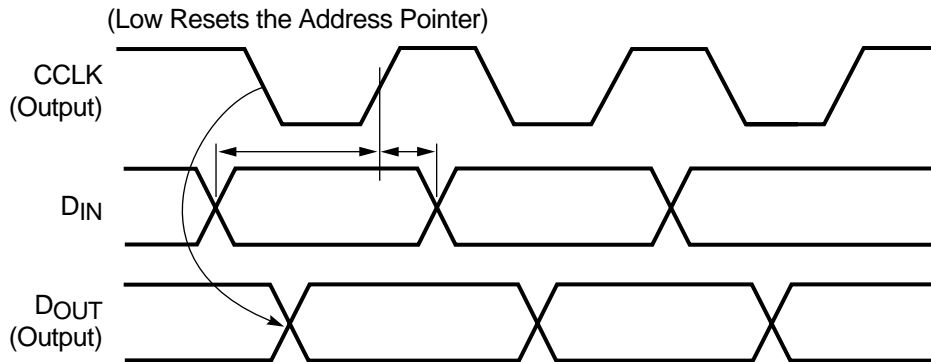 (Low Resets the Address Pointer)
CCLK
(Output)
DIN
DOUT
(Output)